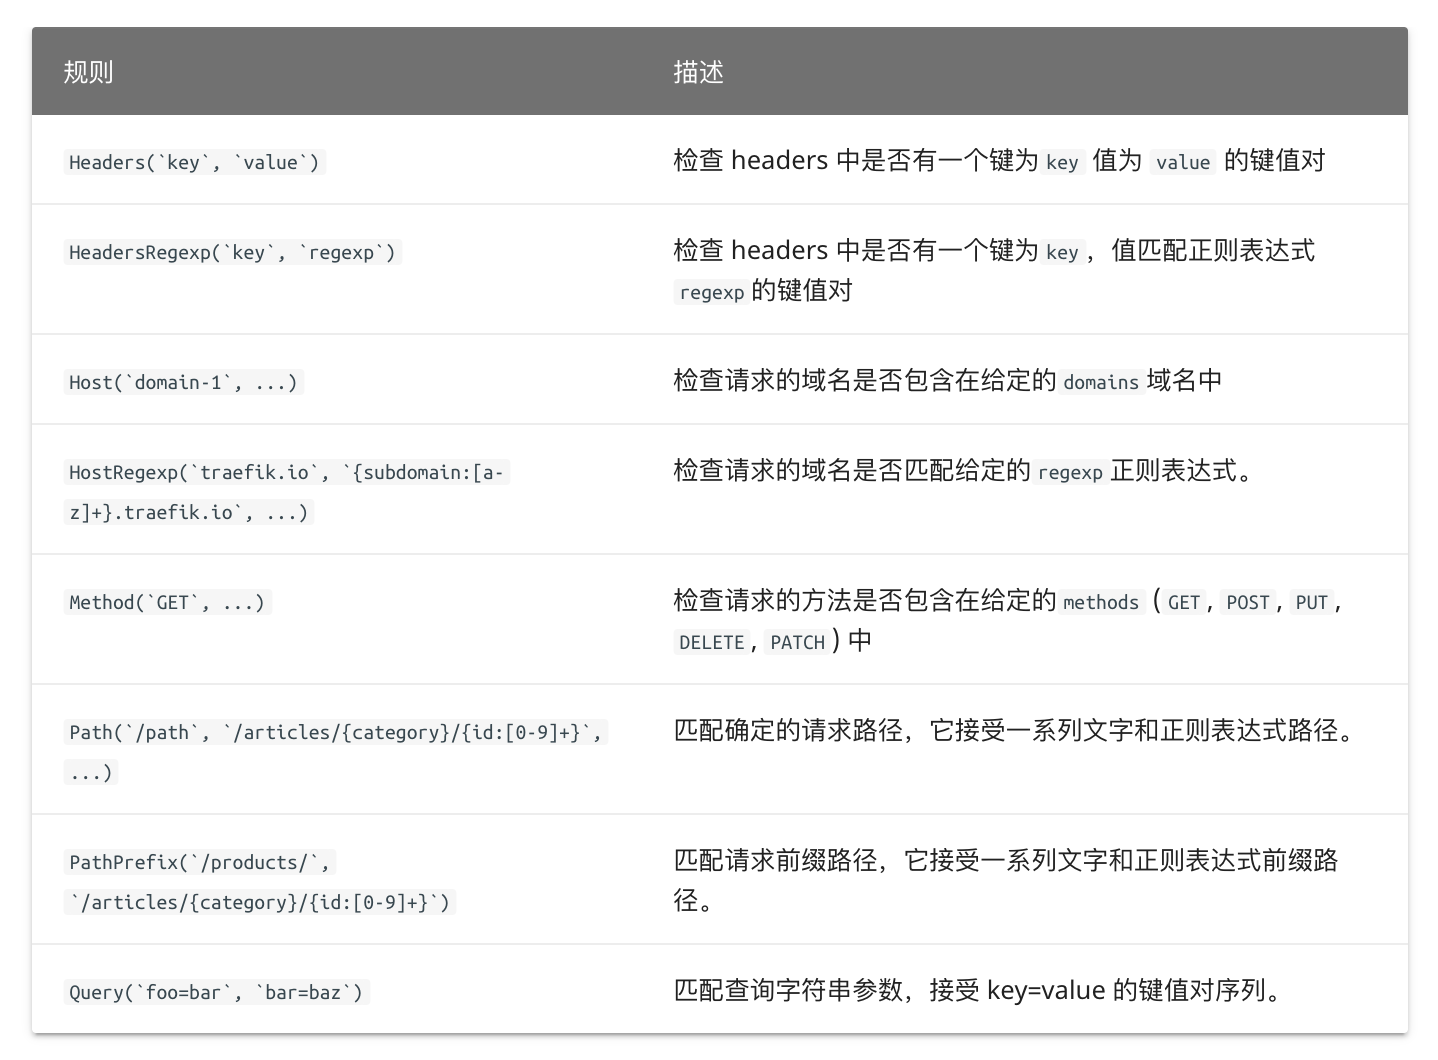 规则 描述
Headers(`key`, `value`) 检查 headers 中是否有一个键为 key 值为 value 的键值对
HeadersRegexp(`key`, `regexp`) 检查 headers 中是否有一个键为 key，值匹配正则表达式
regexp 的键值对
Host(`domain-1`, ...) 检查请求的域名是否包含在给定的 domains 域名中
HostRegexp(`traefik.io`, `{subdomain:[a- 检查请求的域名是否匹配给定的 regexp 正则表达式。
z]+}.traefik.io`, ...)
Method(`GET`, ...) 检查请求的方法是否包含在给定的 methods (GET, POST, PUT,
DELETE, PATCH) 中
Path(`/path`, `/articles/{category}/{id:[0-9]+}`, 匹配确定的请求路径，它接受一系列文字和正则表达式路径。
...)
PathPrefix(`/products/`, 匹配请求前缀路径，它接受一系列文字和正则表达式前缀路
`/articles/{category}/{id:[0-9]+}`) 径。
Query(`foo=bar`, `bar=baz`) 匹配查询字符串参数，接受 key=value 的键值对序列。